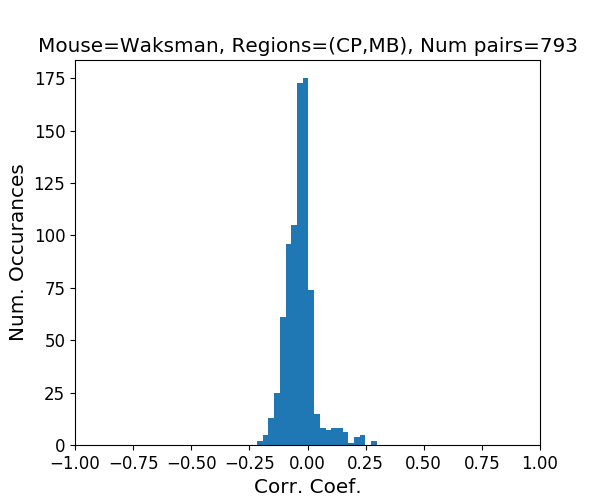 Mouse=Waksman, Regions=(CP,MB), Num pairs=793
175
150
125
100
75
50
25
0
Num. Occurances
−1.00 −0.75 −0.50 −0.25 0.00 0.25 0.50 0.75 1.00
Corr. Coef.